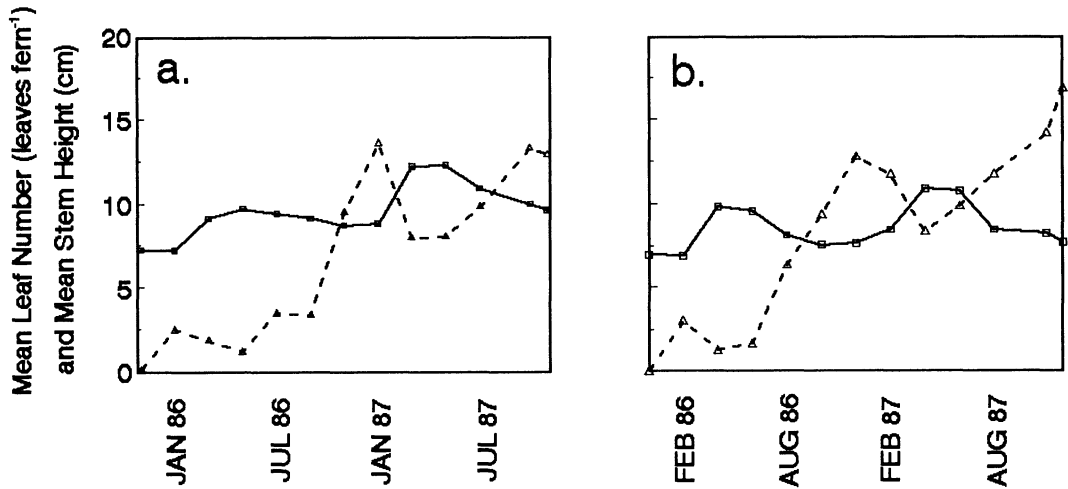 Mean Leaf Number (leaves fern⁻¹)
and Mean Stem Height (cm)
20
15
10
5
0
a.
b.
JAN 86
JUL 86
JAN 87
JUL 87
FEB 86
AUG 86
FEB 87
AUG 87